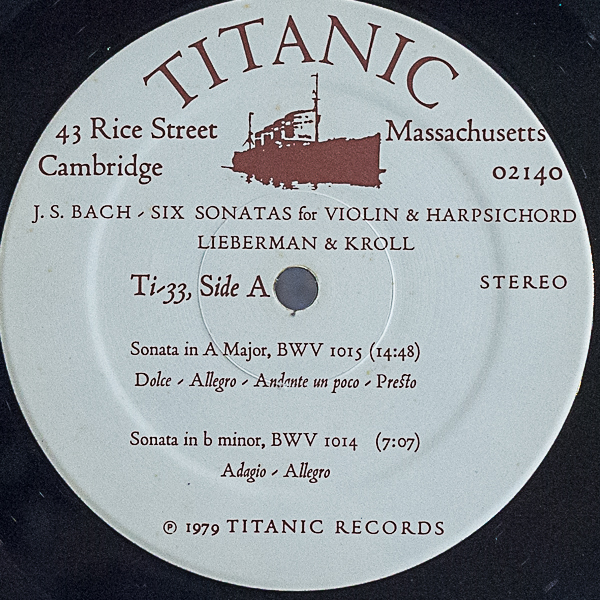 TITANIC
43 Rice Street Massachusetts
Cambridge 02140
J. S. BACH - SIX SONATAS for VIOLIN & HARPSICHORD
LIEBERMAN & KROLL
Ti-33, Side A STEREO
Sonata in A Major, BWV 1015 (14:48)
Dolce - Allegro - Andante un poco - Presto
Sonata in b minor, BWV 1014 (7:07)
Adagio - Allegro
℗ 1979 TITANIC RECORDS